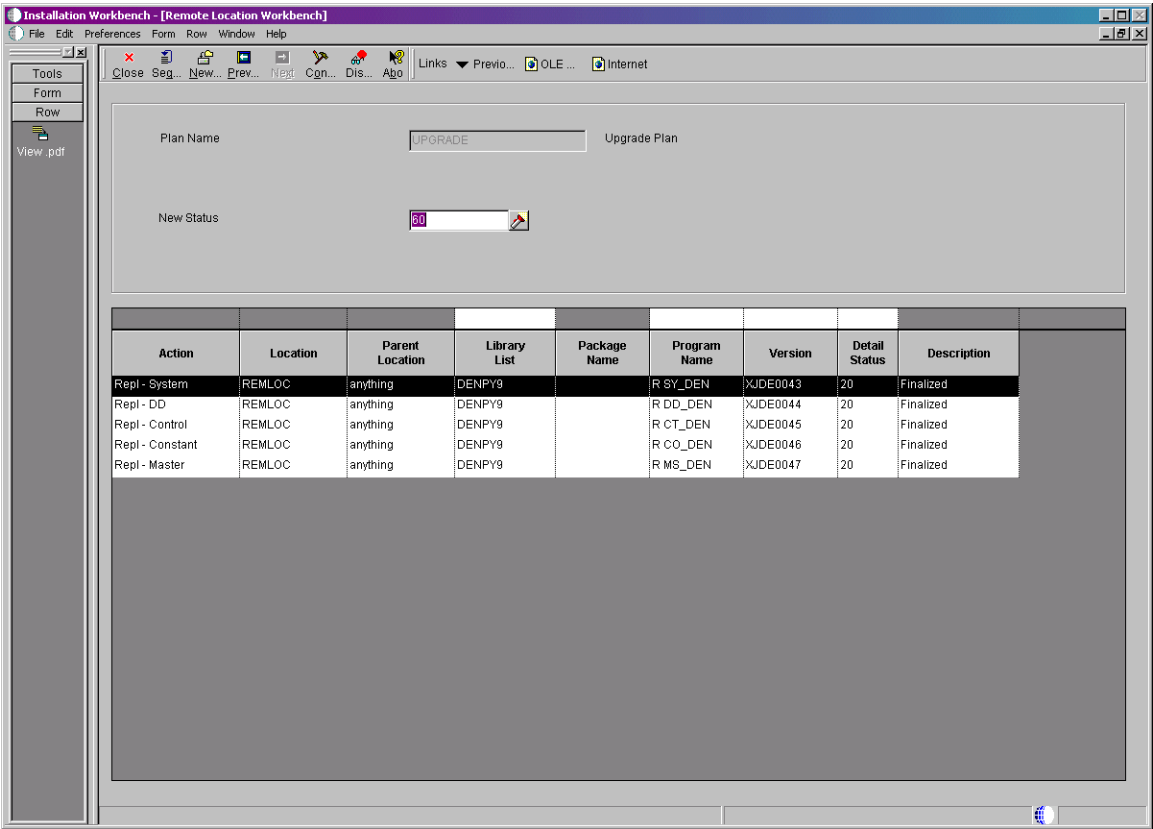 Installation Workbench - [Remote Location Workbench]
File Edit Preferences Form Row Window Help
Tools
Form
Row
View .pdf
Close Seq... New... Prev... Next Con... Dis... Abo Links Previo... OLE ... Internet
Plan Name UPGRADE Upgrade Plan
New Status 60
Action Location Parent Location Library List Package Name Program Name Version Detail Status Description
Repl - System REMLOC anything DENPY9 R SY_DEN XJDE0043 20 Finalized
Repl - DD REMLOC anything DENPY9 R DD_DEN XJDE0044 20 Finalized
Repl - Control REMLOC anything DENPY9 R CT_DEN XJDE0045 20 Finalized
Repl - Constant REMLOC anything DENPY9 R CO_DEN XJDE0046 20 Finalized
Repl - Master REMLOC anything DENPY9 R MS_DEN XJDE0047 20 Finalized